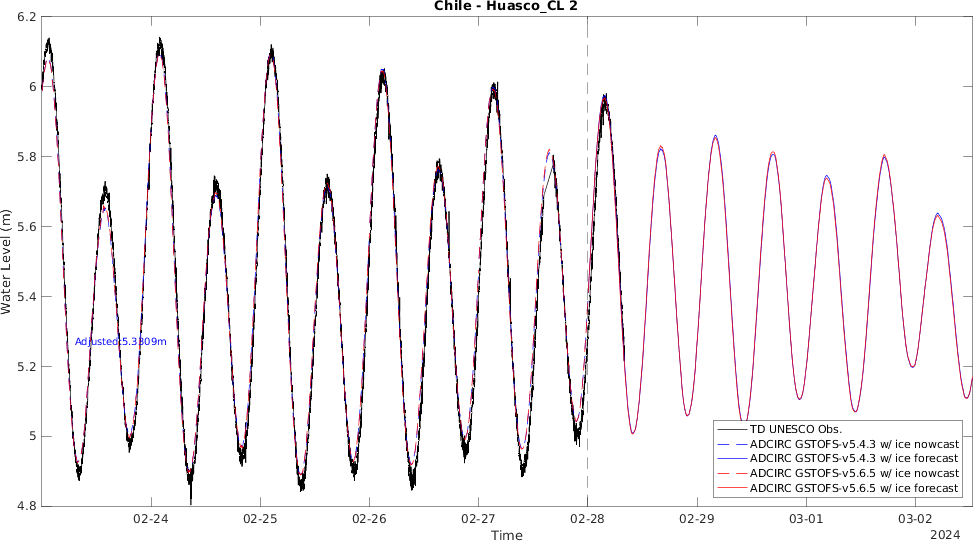 Chile - Huasco_CL 2
6.2
6
5.8
5.6
5.4
5.2
5
4.8
Water Level (m)
Adjusted:5.3809m
TD UNESCO Obs.
ADCIRC GSTOFS-v5.4.3 w/ ice nowcast
ADCIRC GSTOFS-v5.4.3 w/ ice forecast
ADCIRC GSTOFS-v5.6.5 w/ ice nowcast
ADCIRC GSTOFS-v5.6.5 w/ ice forecast
02-24 02-25 02-26 02-27 02-28 02-29 03-01 03-02
Time
2024